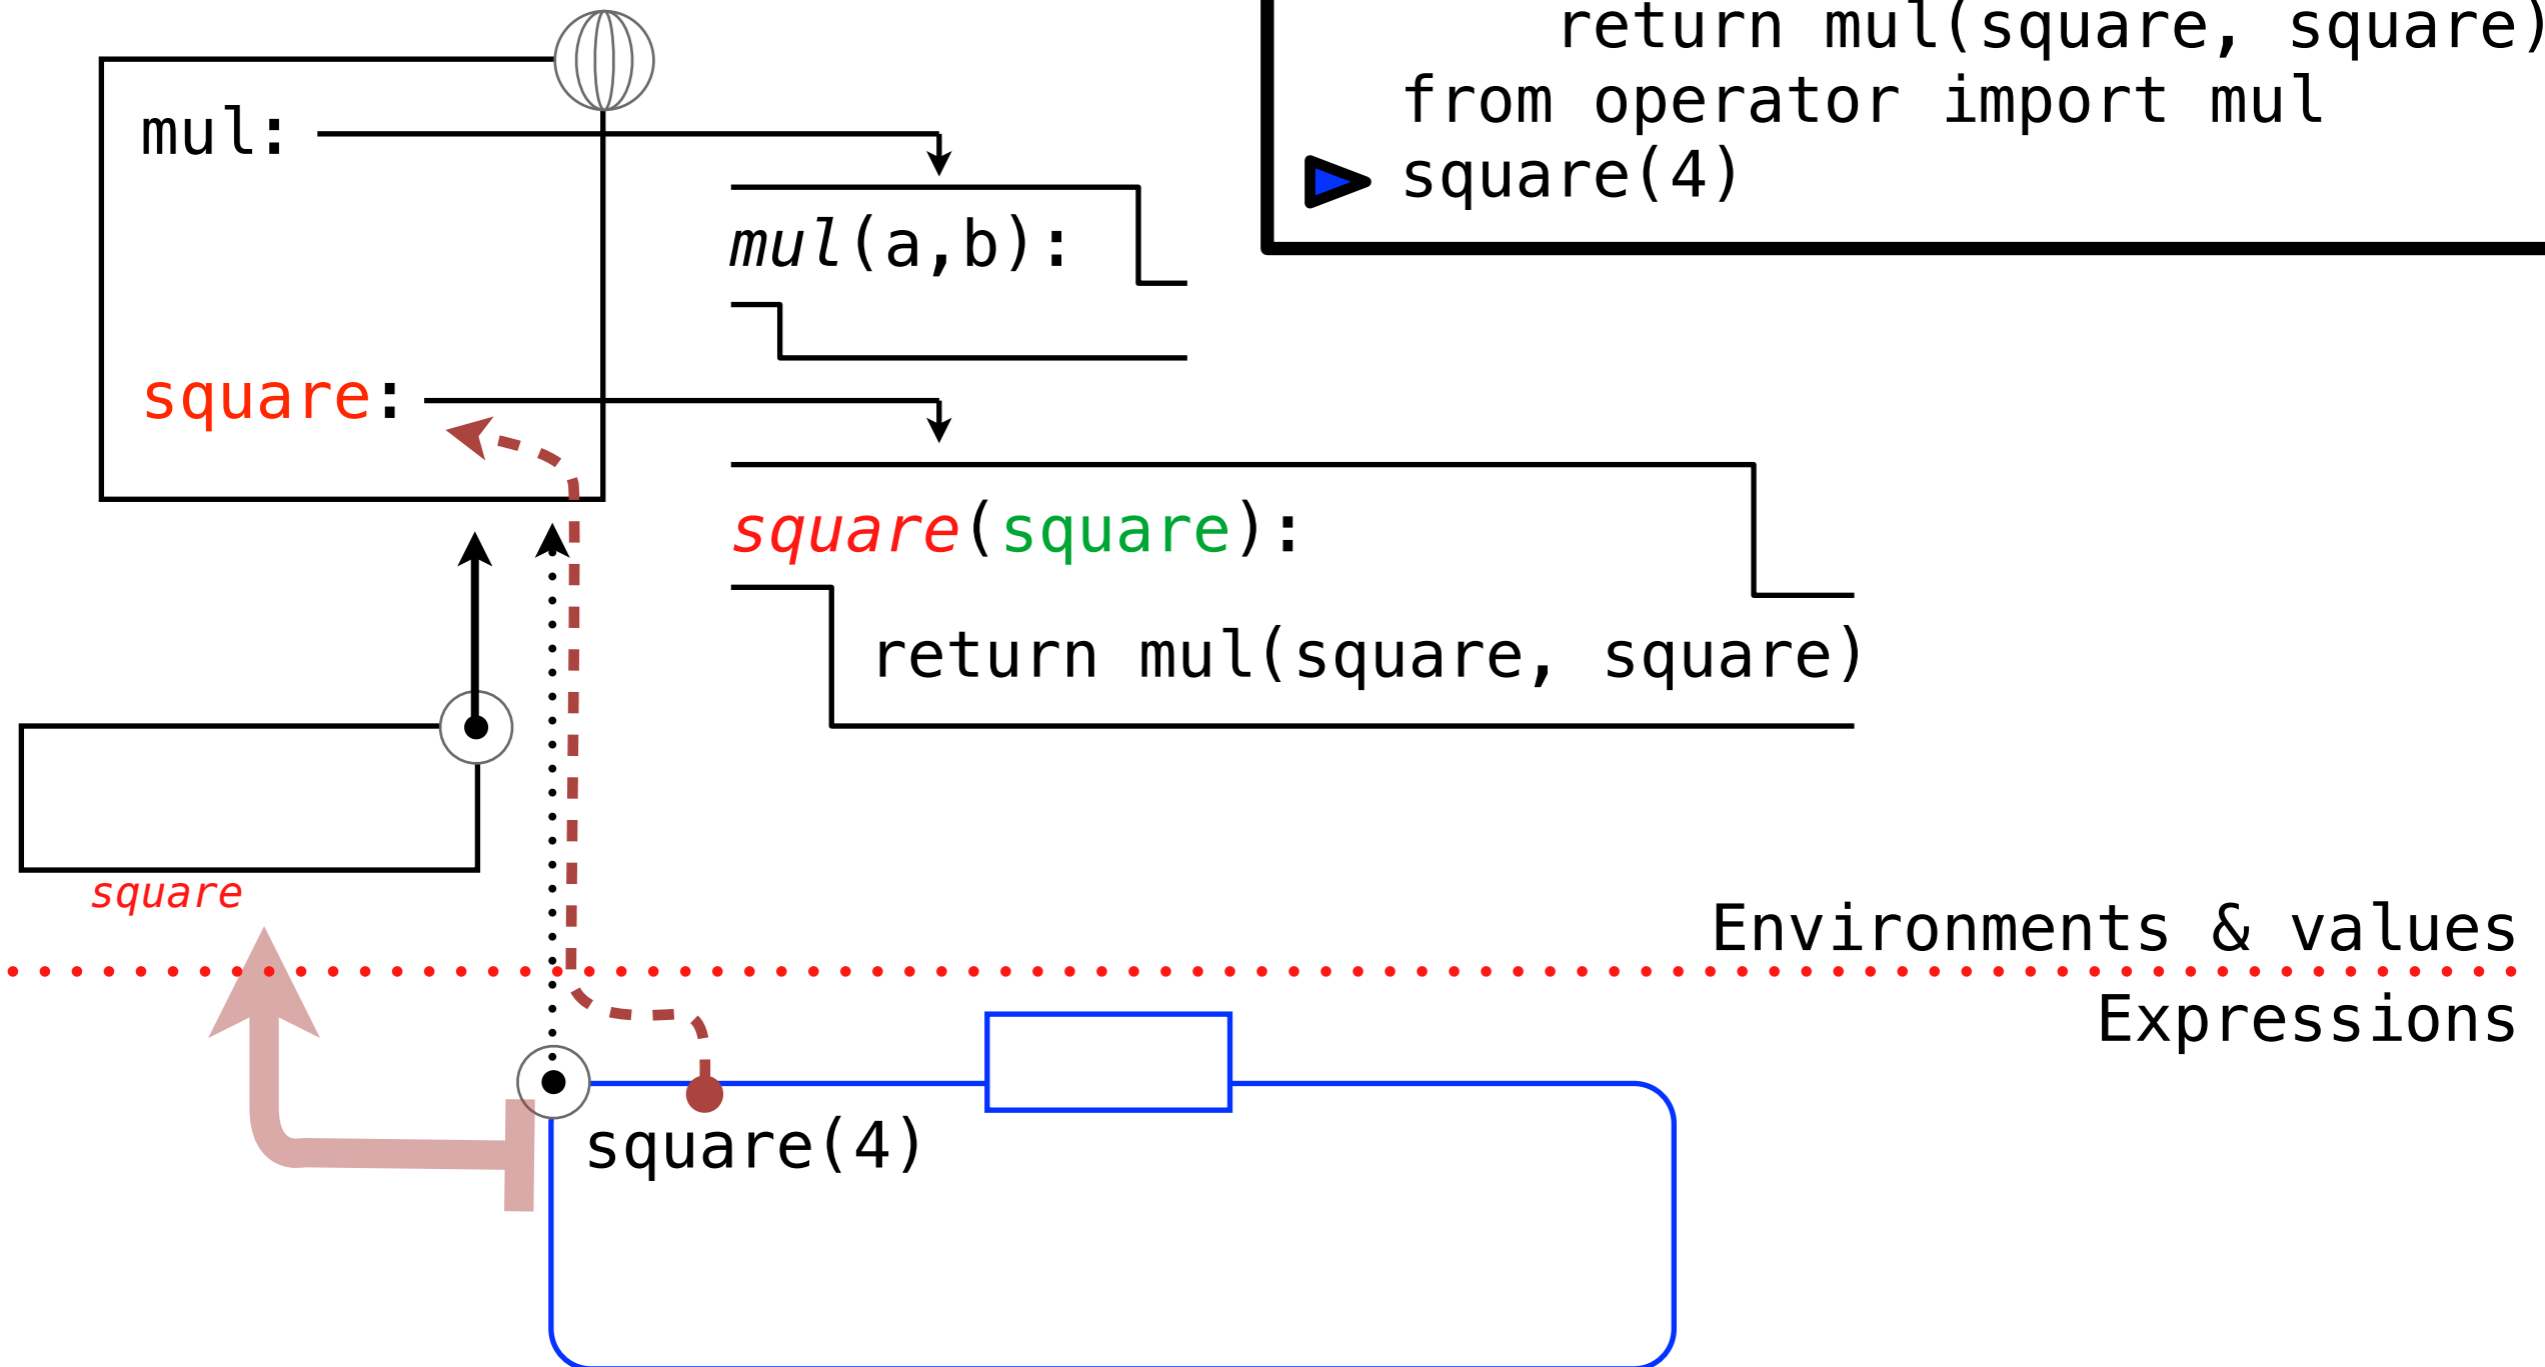 return mul(square, square)
from operator import mul
square(4)
mul:
mul(a,b):
square:
square(square):
return mul(square, square)
square
Environments & values
Expressions
square(4)